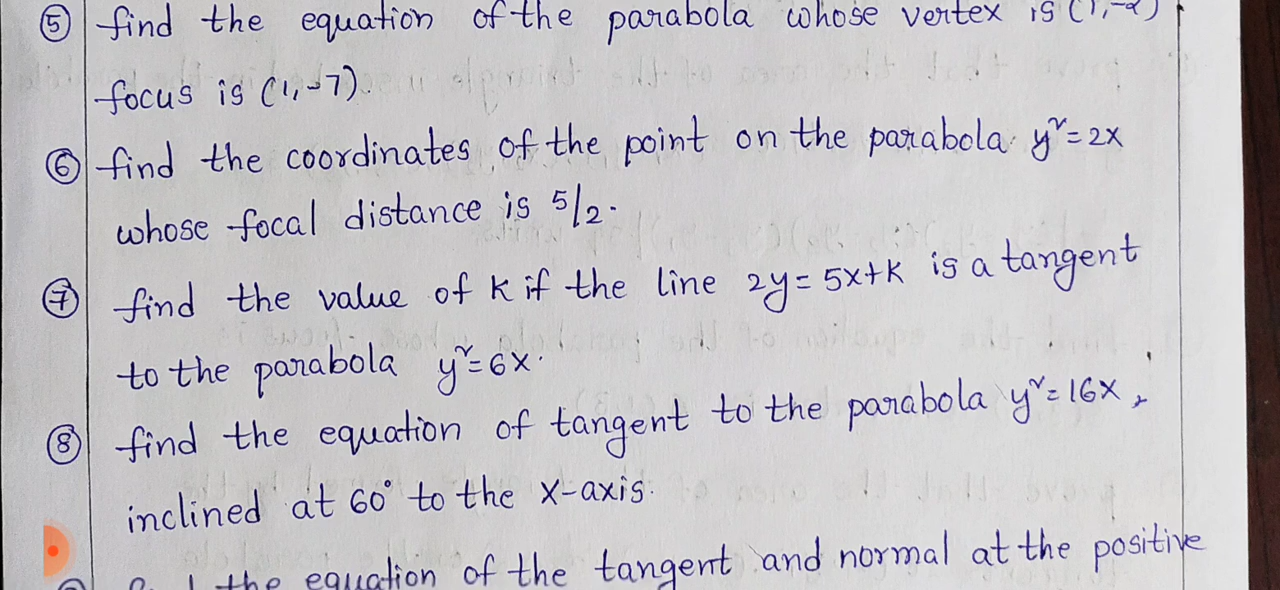 ⑤ find the equation of the parabola whose vertex is (1,-2)
focus is (1,-7).
⑥ find the coordinates of the point on the parabola y²=2x
whose focal distance is 5/2.
⑦ find the value of k if the line 2y=5x+k is a tangent
to the parabola y²=6x.
⑧ find the equation of tangent to the parabola y²=16x,
inclined at 60° to the x-axis.
the equation of the tangent and normal at the positive